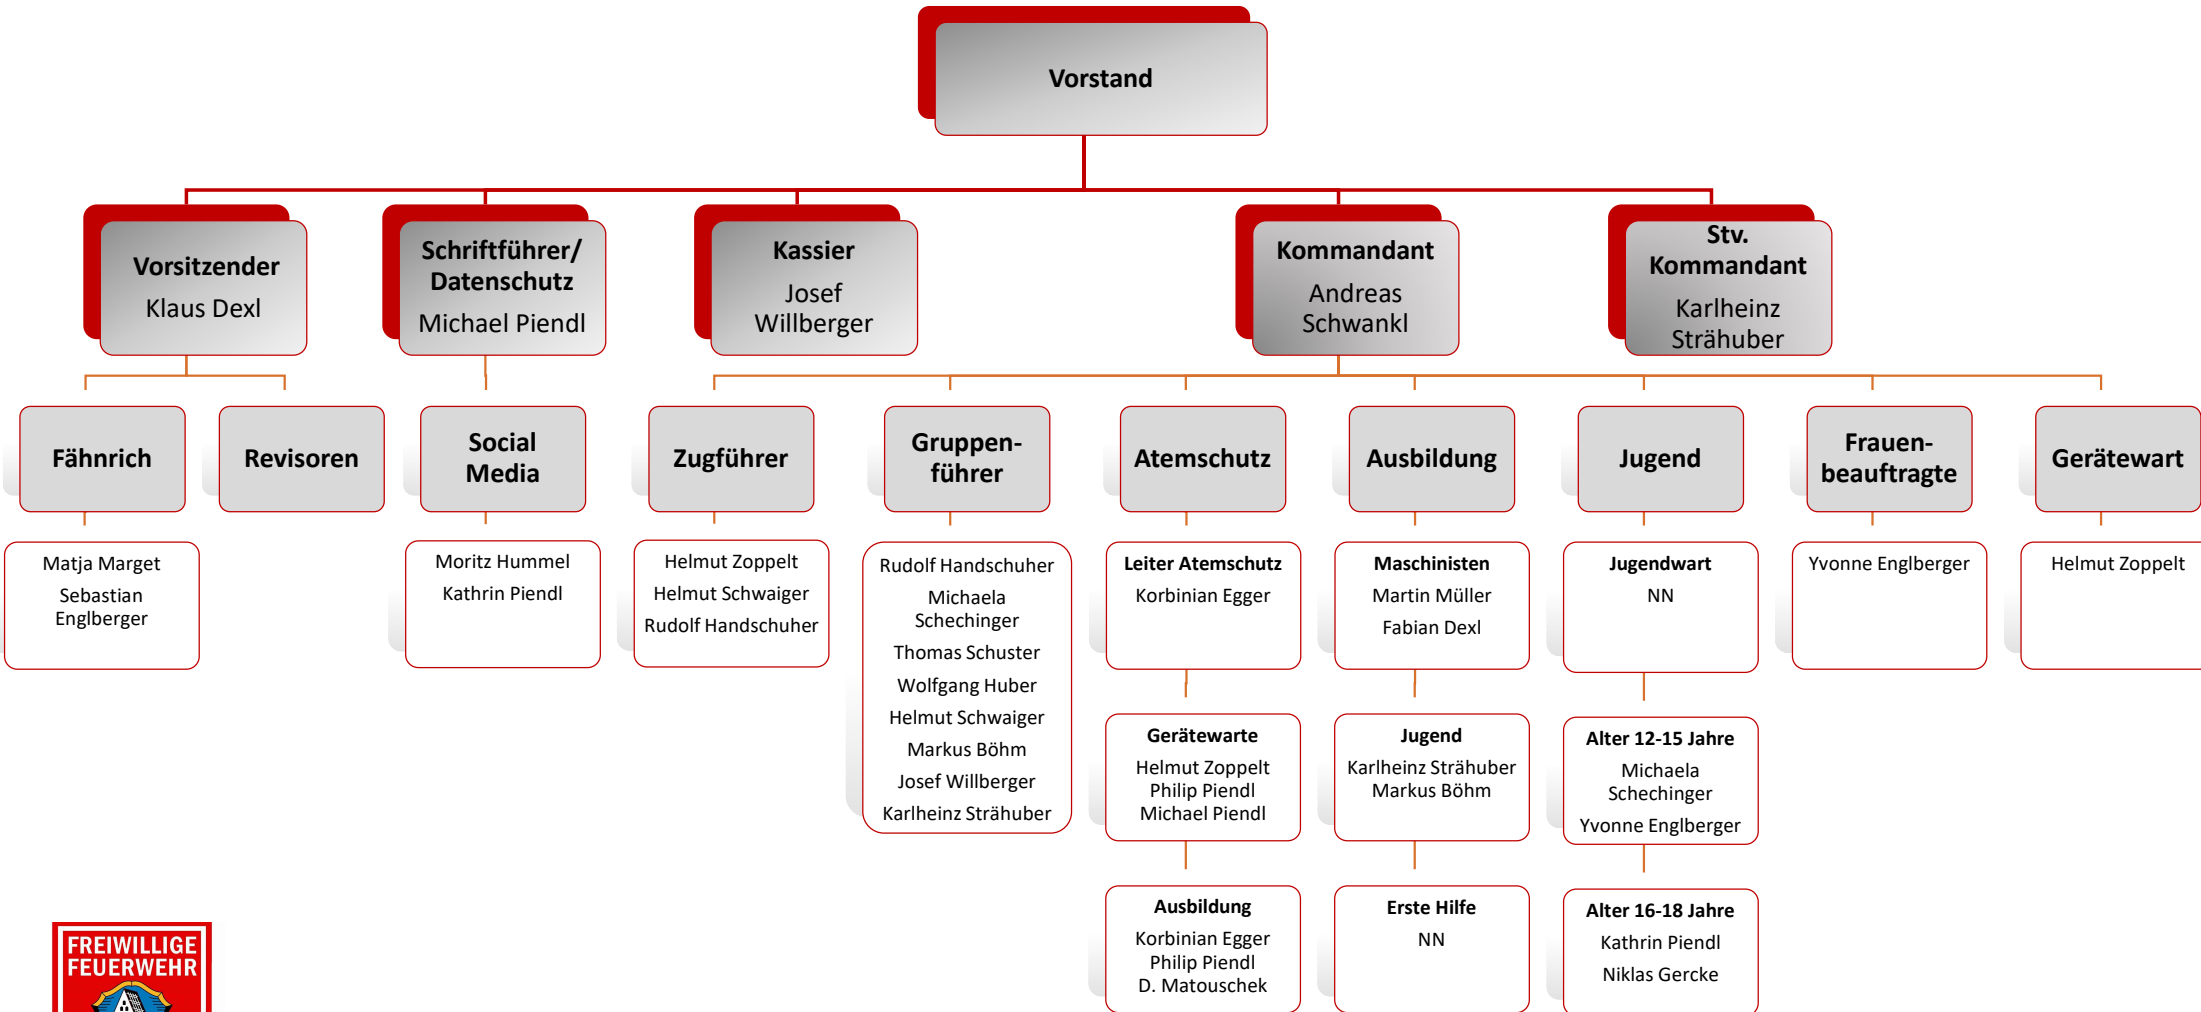 Vorstand
Vorsitzender
Klaus Dexl
Schriftführer/
Datenschutz
Michael Piendl
Kassier
Josef
Willberger
Kommandant
Andreas
Schwankl
Stv.
Kommandant
Karlheinz
Strähuber
Fähnrich
Revisoren
Social
Media
Zugführer
Gruppen-
führer
Atemschutz
Ausbildung
Jugend
Frauen-
beauftragte
Gerätewart
Matja Marget
Sebastian
Englberger
Moritz Hummel
Kathrin Piendl
Helmut Zoppelt
Helmut Schwaiger
Rudolf Handschuher
Rudolf Handschuher
Michaela
Schechinger
Thomas Schuster
Wolfgang Huber
Helmut Schwaiger
Markus Böhm
Josef Willberger
Karlheinz Strähuber
Leiter Atemschutz
Korbinian Egger
Gerätewarte
Helmut Zoppelt
Philip Piendl
Michael Piendl
Ausbildung
Korbinian Egger
Philip Piendl
D. Matouschek
Maschinisten
Martin Müller
Fabian Dexl
Jugend
Karlheinz Strähuber
Markus Böhm
Erste Hilfe
NN
Jugendwart
NN
Alter 12-15 Jahre
Michaela
Schechinger
Yvonne Englberger
Alter 16-18 Jahre
Kathrin Piendl
Niklas Gercke
Yvonne Englberger
Helmut Zoppelt
FREIWILLIGE
FEUERWEHR